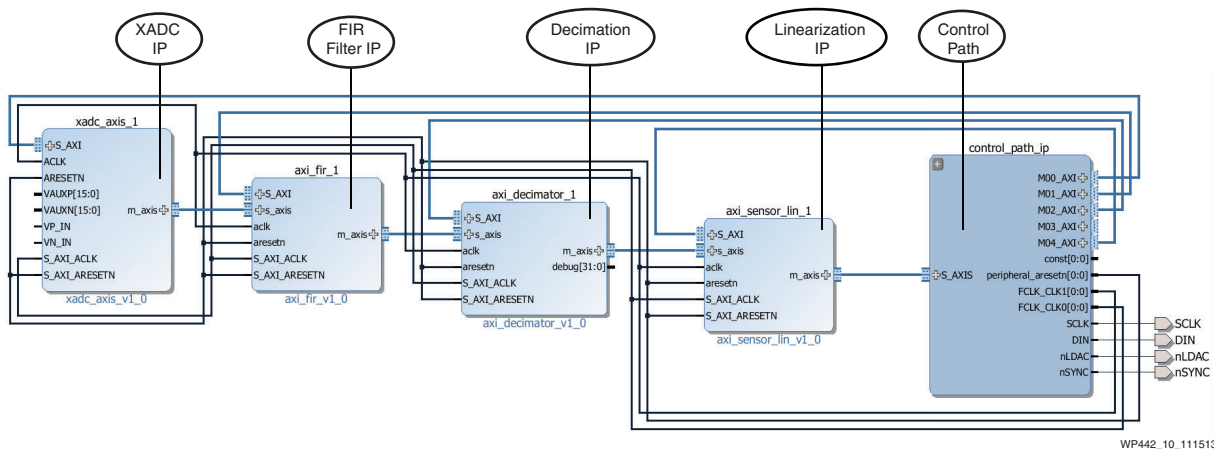 XADC
IP
FIR
Filter IP
Decimation
IP
Linearization
IP
Control
Path
xadc_axis_1
S_AXI
ACLK
ARESETN
VAUXP[15:0]
VAUXN[15:0]
VP_IN
VN_IN
S_AXI_ACLK
S_AXI_ARESETN
m_axis
xadc_axis_v1_0
axi_fir_1
S_AXI
s_axis
aclk
aresetn
S_AXI_ACLK
S_AXI_ARESETN
m_axis
axi_fir_v1_0
axi_decimator_1
S_AXI
s_axis
aclk
aresetn
S_AXI_ACLK
S_AXI_ARESETN
m_axis
debug[31:0]
axi_decimator_v1_0
axi_sensor_lin_1
S_AXI
s_axis
aclk
aresetn
S_AXI_ACLK
S_AXI_ARESETN
m_axis
axi_sensor_lin_v1_0
control_path_ip
S_AXIS
M00_AXI
M01_AXI
M02_AXI
M03_AXI
M04_AXI
const[0:0]
peripheral_aresetn[0:0]
FCLK_CLK1[0:0]
FCLK_CLK0[0:0]
SCLK
DIN
nLDAC
nSYNC
SCLK
DIN
nLDAC
nSYNC
WP442_10_111513